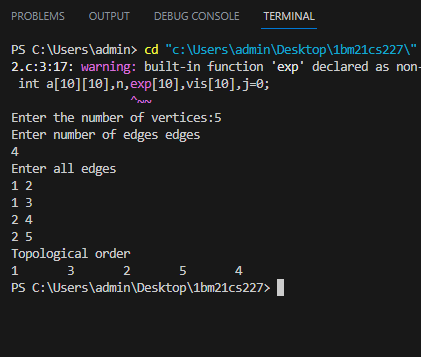 PROBLEMS OUTPUT DEBUG CONSOLE TERMINAL
PS C:\Users\admin> cd "c:\Users\admin\Desktop\1bm21cs227\"
2.c:3:17: warning: built-in function 'exp' declared as non-
int a[10][10],n,exp[10],vis[10],j=0;
^~~
Enter the number of vertices:5
Enter number of edges edges
4
Enter all edges
1 2
1 3
2 4
2 5
Topological order
1 3 2 5 4
PS C:\Users\admin\Desktop\1bm21cs227>